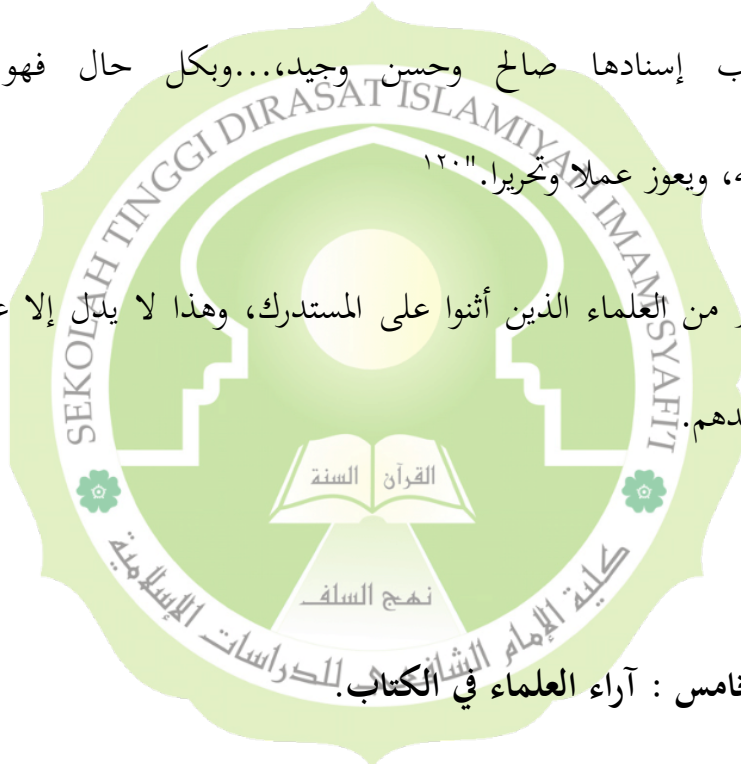 ب إسنادها صالح وحسن وجيد،...وبكل حال فهو
ه، ويعوز عملا وتحريرا."١٢٠
ر من العلماء الذين أثنوا على المستدرك، وهذا لا يدل إلا ع
دهم.
خامس : آراء العلماء في الكتاب.
SEKOLAH TINGGI DIRASAT ISLAMIYAH IMAM SYAFI'I
القرآن السنة
نهج السلف
كلية الإمام الشافعي للدراسات الإسلامية